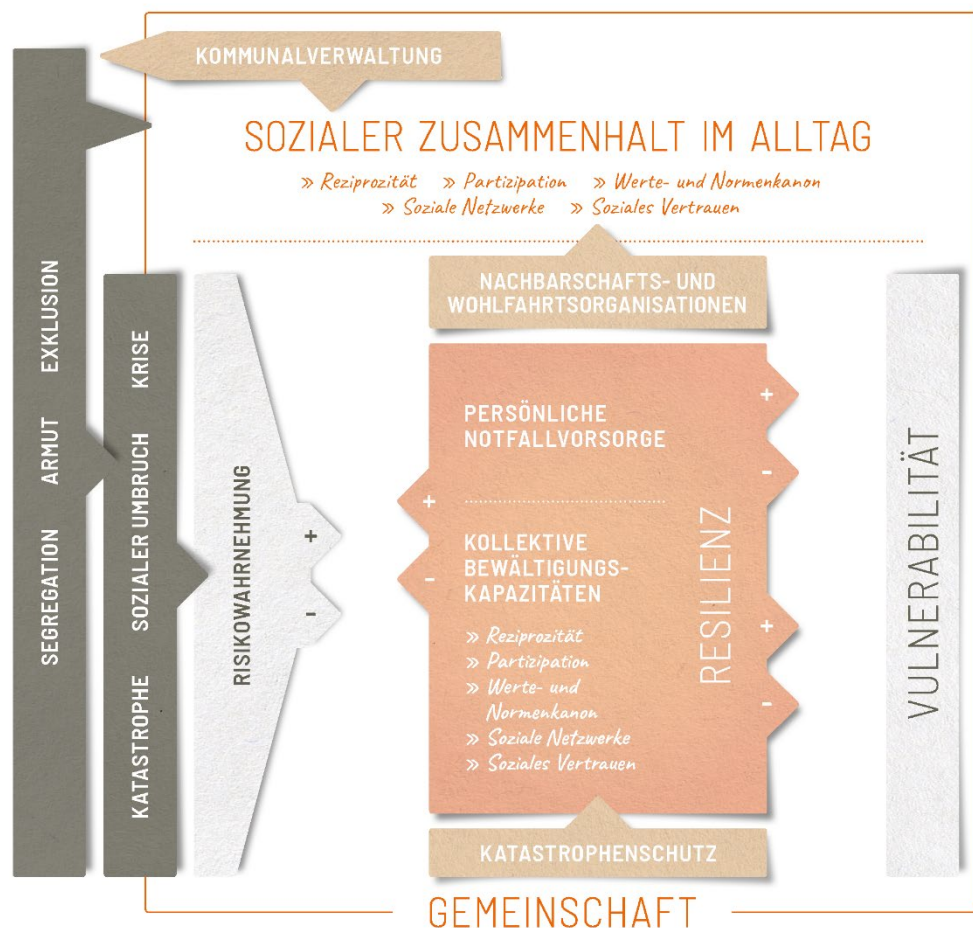 KOMMUNALVERWALTUNG
SOZIALER ZUSAMMENHALT IM ALLTAG
» Reziprozität » Partizipation » Werte- und Normenkanon
» Soziale Netzwerke » Soziales Vertrauen
SEGREGATION ARMUT EXKLUSION
KATASTROPHE SOZIALER UMBRUCH KRISE
RISIKOWAHRNEHMUNG
+
-
NACHBARSCHAFTS- UND
WOHLFAHRTSORGANISATIONEN
PERSÖNLICHE
NOTFALLVORSORGE
+
-
KOLLEKTIVE
BEWÄLTIGUNGS-
KAPAZITÄTEN
» Reziprozität
» Partizipation
» Werte- und
Normenkanon
» Soziale Netzwerke
» Soziales Vertrauen
RESILIENZ
+
-
+
-
KATASTROPHENSCHUTZ
VULNERABILITÄT
GEMEINSCHAFT